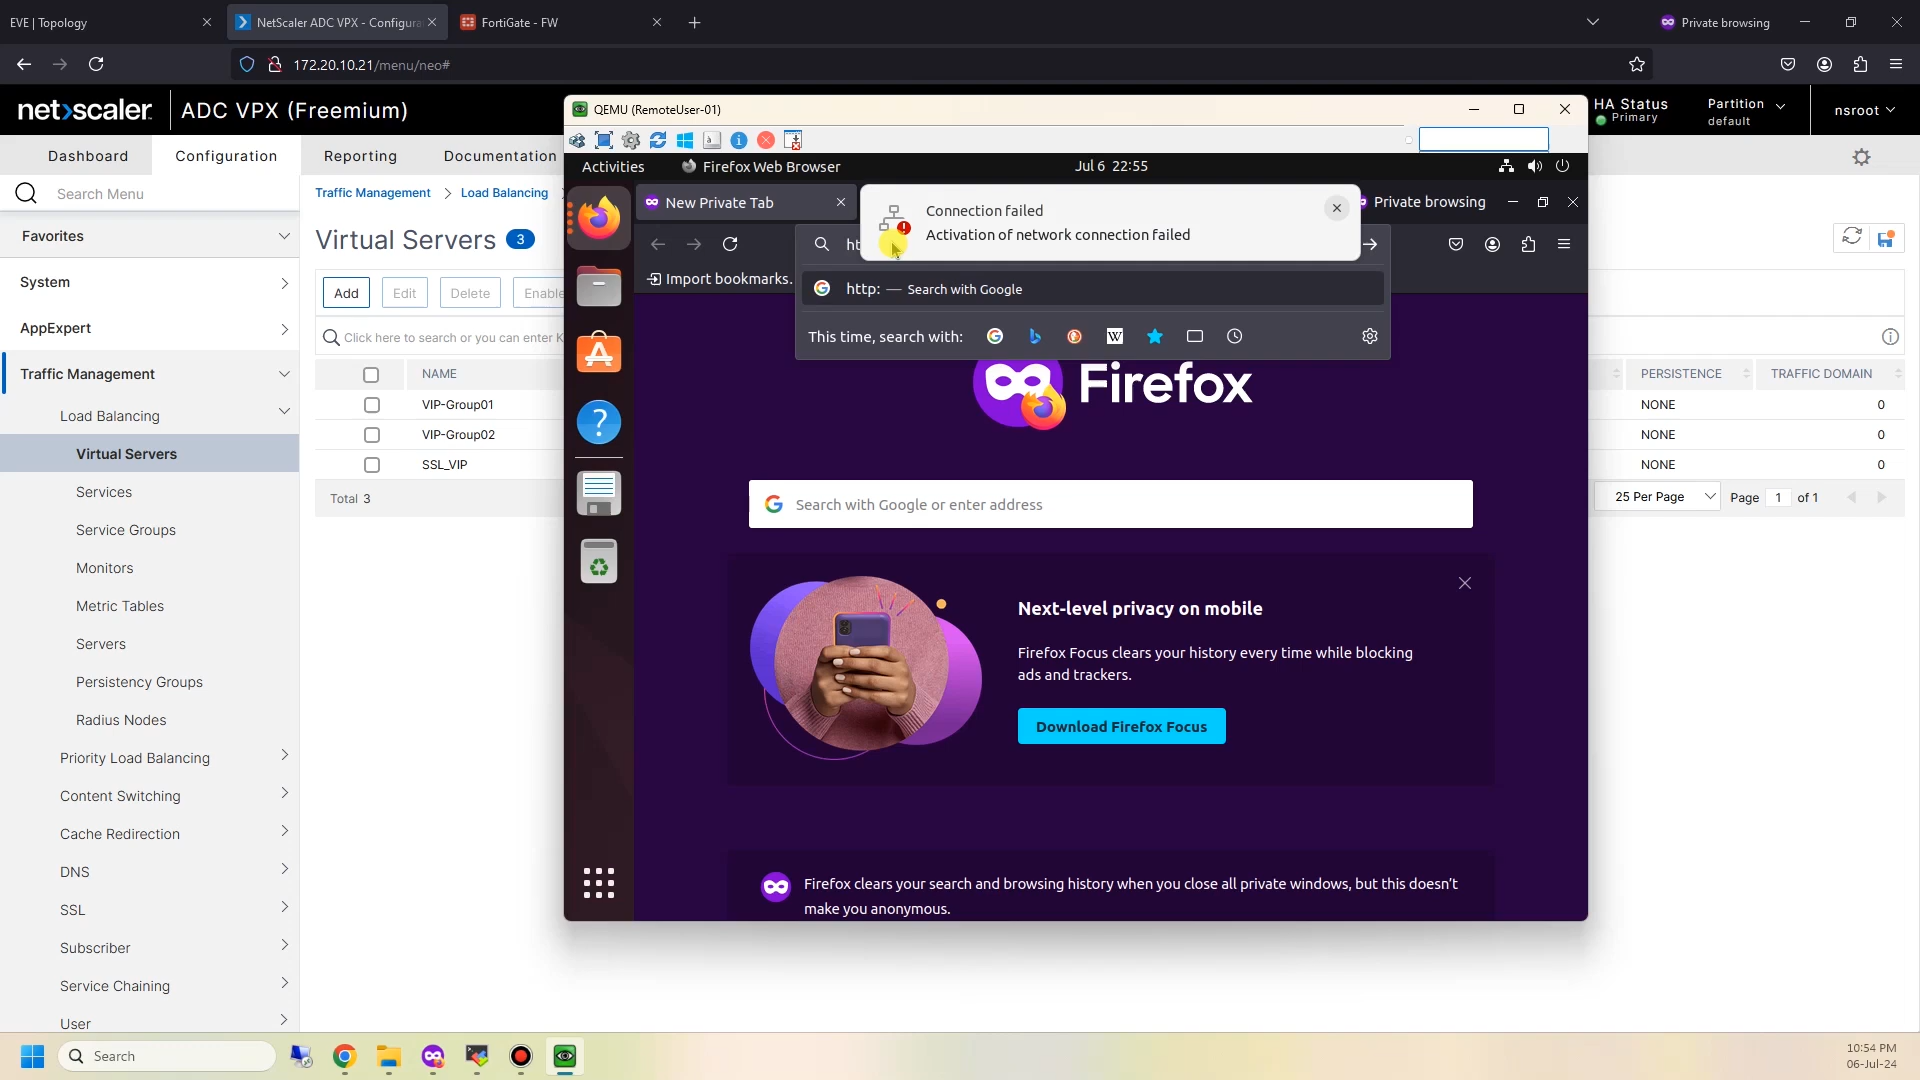 EVE | Topology
NetScaler ADC VPX - Configura
FortiGate - FW
Private browsing
172.20.10.21/menu/neo#
net>scaler
ADC VPX (Freemium)
HA Status
Primary
Partition
default
nsroot
QEMU (RemoteUser-01)
Dashboard
Configuration
Reporting
Documentation
Search Menu
Traffic Management
Load Balancing
Favorites
System
AppExpert
Traffic Management
Load Balancing
Virtual Servers
Services
Service Groups
Monitors
Metric Tables
Servers
Persistency Groups
Radius Nodes
Priority Load Balancing
Content Switching
Cache Redirection
DNS
SSL
Subscriber
Service Chaining
User
Virtual Servers 3
Add
Edit
Delete
Enable
Click here to search or you can enter K
NAME
PERSISTENCE
TRAFFIC DOMAIN
VIP-Group01
NONE
0
VIP-Group02
NONE
0
SSL_VIP
NONE
0
Total 3
25 Per Page
Page 1 of 1
Activities
Firefox Web Browser
Jul 6 22:55
New Private Tab
Private browsing
Connection failed
Activation of network connection failed
ht
Import bookmarks.
http: — Search with Google
This time, search with:
W
Firefox
Search with Google or enter address
Next-level privacy on mobile
Firefox Focus clears your history every time while blocking
ads and trackers.
Download Firefox Focus
Firefox clears your search and browsing history when you close all private windows, but this doesn't
make you anonymous.
Search
10:54 PM
06-Jul-24